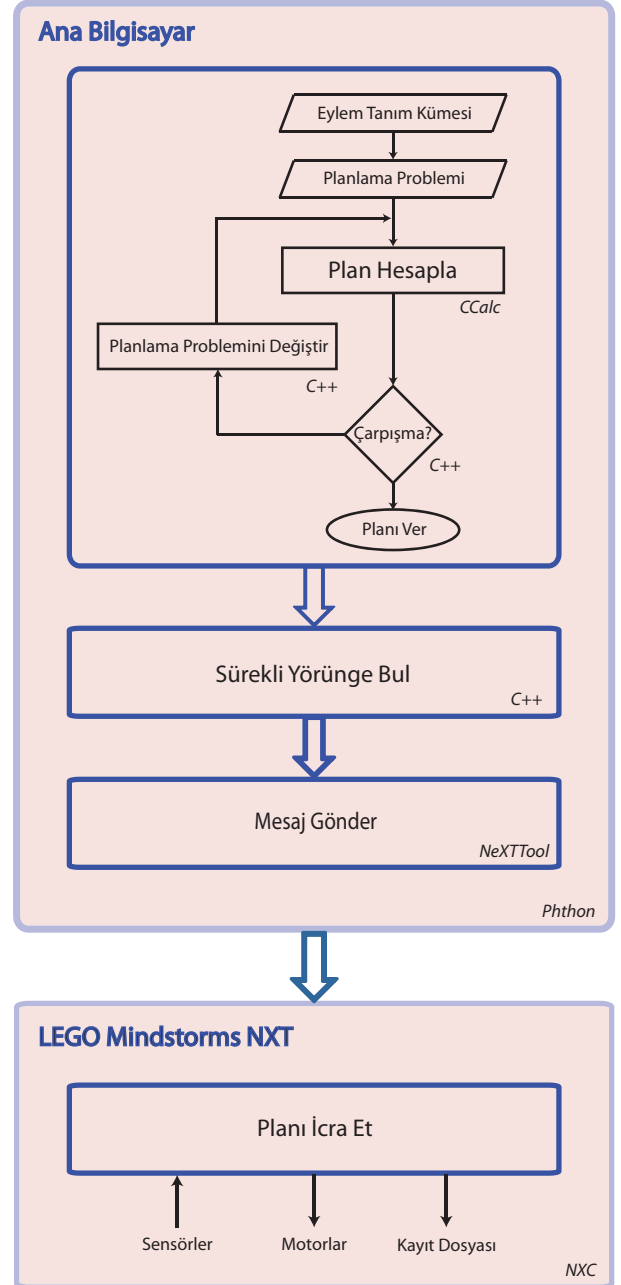 Ana Bilgisayar
Eylem Tanım Kümesi
Planlama Problemi
Plan Hesapla
CCalc
Planlama Problemini Değiştir
C++
Çarpışma?
C++
Planı Ver
Sürekli Yörünge Bul
C++
Mesaj Gönder
NeXTTool
Phthon
LEGO Mindstorms NXT
Planı İcra Et
Sensörler
Motorlar
Kayıt Dosyası
NXC